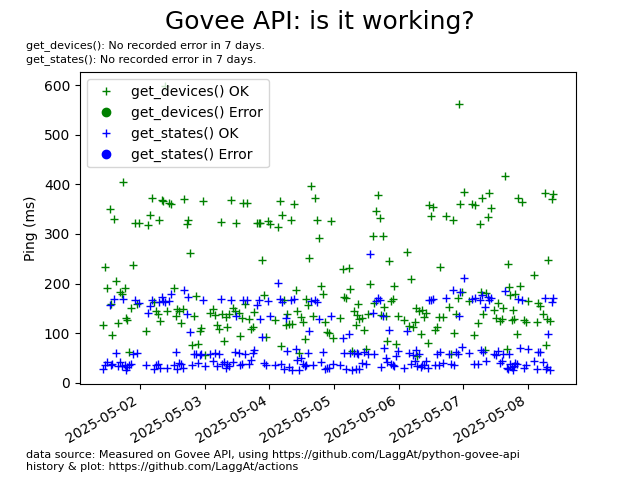 Govee API: is it working?
get_devices(): No recorded error in 7 days.
get_states(): No recorded error in 7 days.
600
500
400
300
200
100
0
Ping (ms)
get_devices() OK
get_devices() Error
get_states() OK
get_states() Error
2025-05-02
2025-05-03
2025-05-04
2025-05-05
2025-05-06
2025-05-07
2025-05-08
data source: Measured on Govee API, using https://github.com/LaggAt/python-govee-api
history & plot: https://github.com/LaggAt/actions